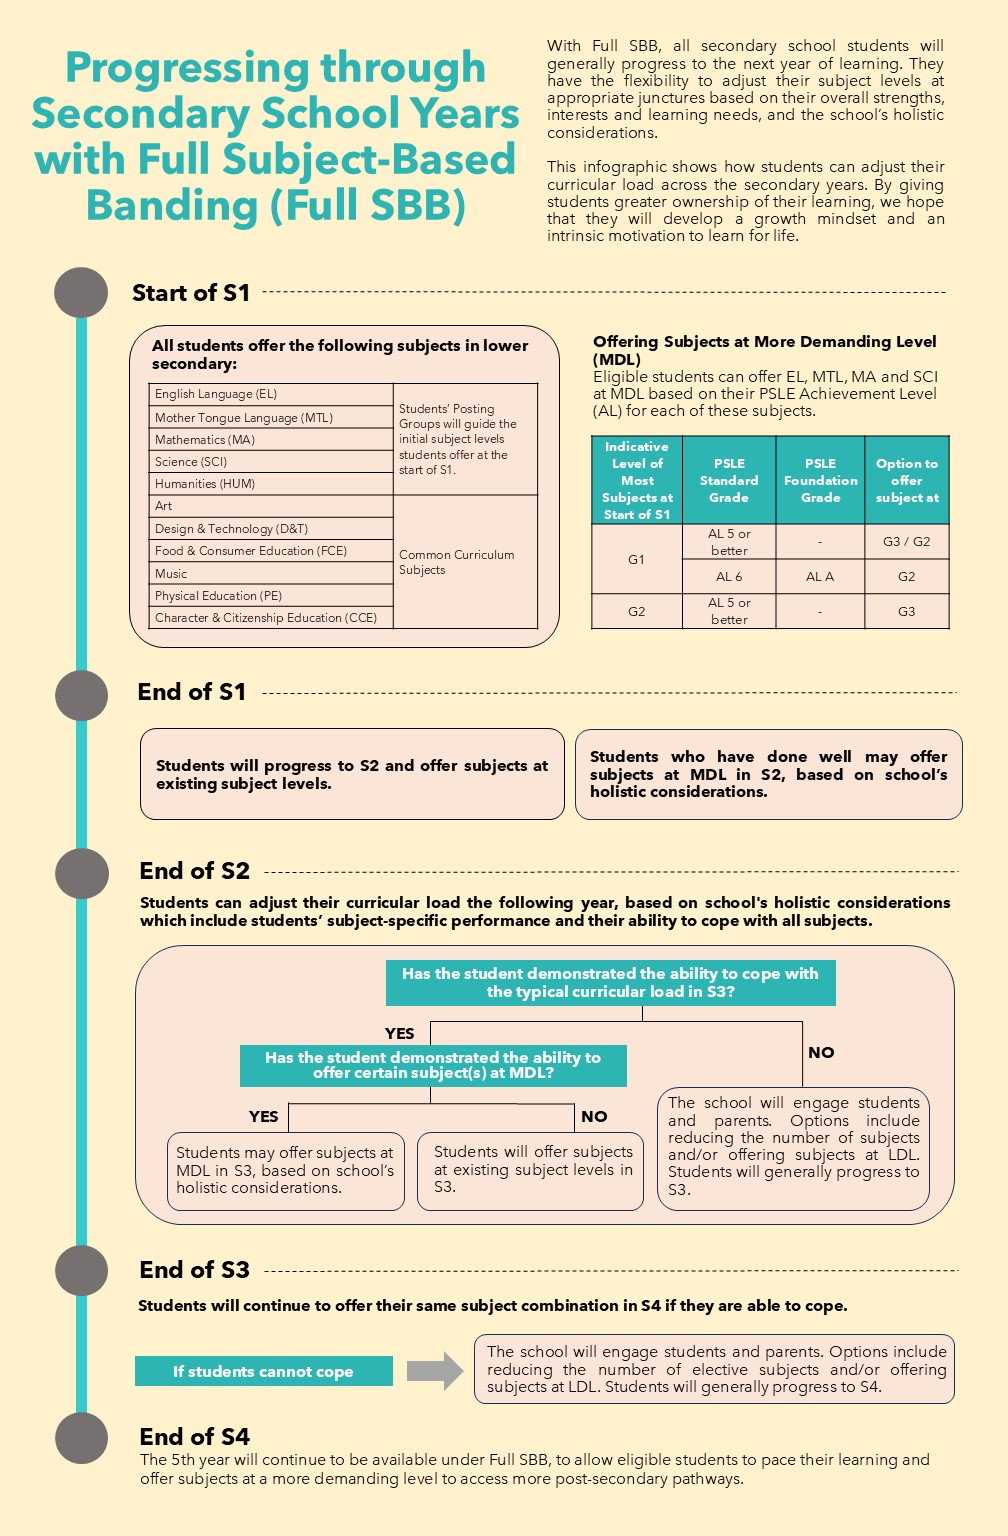 Progressing through
Secondary School Years
with Full Subject-Based
Banding (Full SBB)
With Full SBB, all secondary school students will
generally progress to the next year of learning. They
have the flexibility to adjust their subject levels at
appropriate junctures based on their overall strengths,
interests and learning needs, and the school's holistic
considerations.
This infographic shows how students can adjust their
curricular load across the secondary years. By giving
students greater ownership of their learning, we hope
that they will develop a growth mindset and an
intrinsic motivation to learn for life.
Start of S1
All students offer the following subjects in lower
secondary:
English Language (EL)
Mother Tongue Language (MTL)
Mathematics (MA)
Science (SCI)
Humanities (HUM)
Students' Posting
Groups will guide the
initial subject levels
students offer at the
start of S1.
Art
Design & Technology (D&T)
Food & Consumer Education (FCE)
Music
Physical Education (PE)
Character & Citizenship Education (CCE)
Common Curriculum
Subjects
Offering Subjects at More Demanding Level
(MDL)
Eligible students can offer EL, MTL, MA and SCI
at MDL based on their PSLE Achievement Level
(AL) for each of these subjects.
Indicative
Level of
Most
Subjects at
Start of S1
PSLE
Standard
Grade
PSLE
Foundation
Grade
Option to
offer
subject at
G1
AL 5 or
better
-
G3 / G2
AL 6
AL A
G2
G2
AL 5 or
better
-
G3
End of S1
Students will progress to S2 and offer subjects at
existing subject levels.
Students who have done well may offer
subjects at MDL in S2, based on school's
holistic considerations.
End of S2
Students can adjust their curricular load the following year, based on school's holistic considerations
which include students' subject-specific performance and their ability to cope with all subjects.
Has the student demonstrated the ability to cope with
the typical curricular load in S3?
YES
NO
Has the student demonstrated the ability to
offer certain subject(s) at MDL?
YES
NO
Students may offer subjects at
MDL in S3, based on school's
holistic considerations.
Students will offer subjects
at existing subject levels in
S3.
The school will engage students
and parents. Options include
reducing the number of subjects
and/or offering subjects at LDL.
Students will generally progress to
S3.
End of S3
Students will continue to offer their same subject combination in S4 if they are able to cope.
If students cannot cope
The school will engage students and parents. Options include
reducing the number of elective subjects and/or offering
subjects at LDL. Students will generally progress to S4.
End of S4
The 5th year will continue to be available under Full SBB, to allow eligible students to pace their learning and
offer subjects at a more demanding level to access more post-secondary pathways.